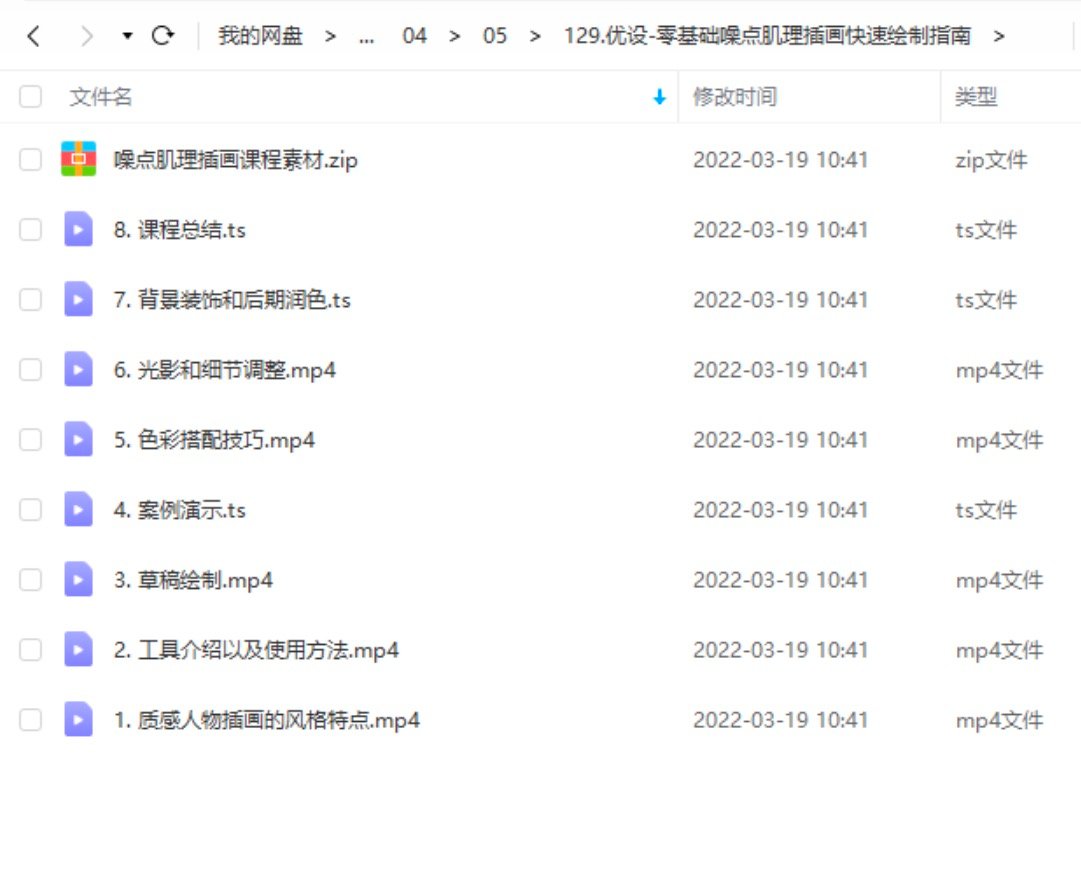 我的网盘 > ... 04 > 05 > 129.优设-零基础噪点肌理插画快速绘制指南 >
文件名 修改时间 类型
噪点肌理插画课程素材.zip 2022-03-19 10:41 zip文件
8. 课程总结.ts 2022-03-19 10:41 ts文件
7. 背景装饰和后期润色.ts 2022-03-19 10:41 ts文件
6. 光影和细节调整.mp4 2022-03-19 10:41 mp4文件
5. 色彩搭配技巧.mp4 2022-03-19 10:41 mp4文件
4. 案例演示.ts 2022-03-19 10:41 ts文件
3. 草稿绘制.mp4 2022-03-19 10:41 mp4文件
2. 工具介绍以及使用方法.mp4 2022-03-19 10:41 mp4文件
1. 质感人物插画的风格特点.mp4 2022-03-19 10:41 mp4文件